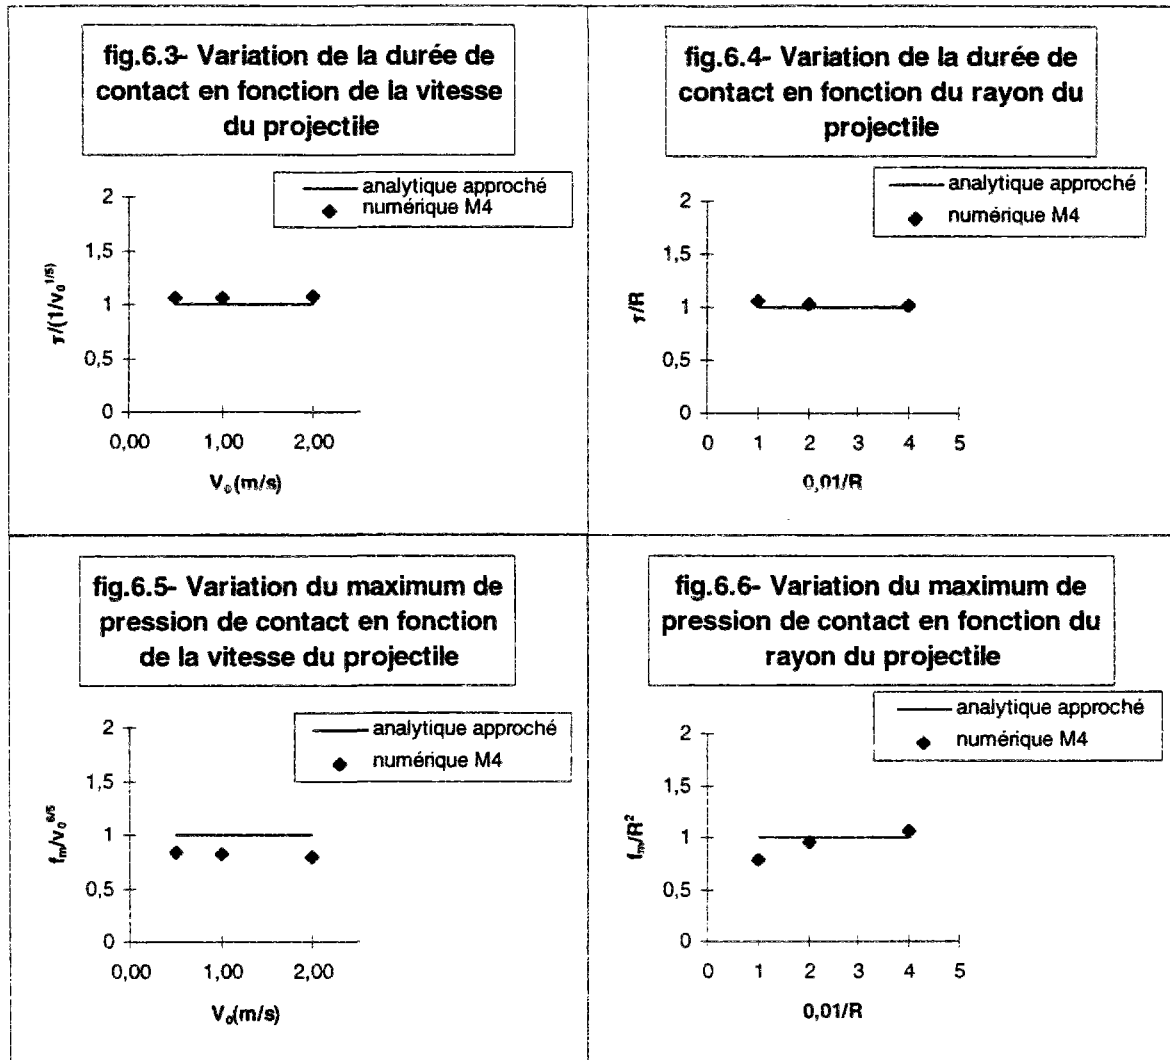 fig.6.3- Variation de la durée de
contact en fonction de la vitesse
du projectile
analytique approché
numérique M4
2
1,5
1
0,5
0
τ/(1/v₀^1/5)
0,00 1,00 2,00
V₀(m/s)
fig.6.4- Variation de la durée de
contact en fonction du rayon du
projectile
analytique approché
numérique M4
2
1,5
1
0,5
0
τ/R
0 1 2 3 4 5
0,01/R
fig.6.5- Variation du maximum de
pression de contact en fonction
de la vitesse du projectile
analytique approché
numérique M4
2
1,5
1
0,5
0
fₘ/v₀^6/5
0,00 1,00 2,00
V₀(m/s)
fig.6.6- Variation du maximum de
pression de contact en fonction du
rayon du projectile
analytique approché
numérique M4
2
1,5
1
0,5
0
fₘ/R²
0 1 2 3 4 5
0,01/R